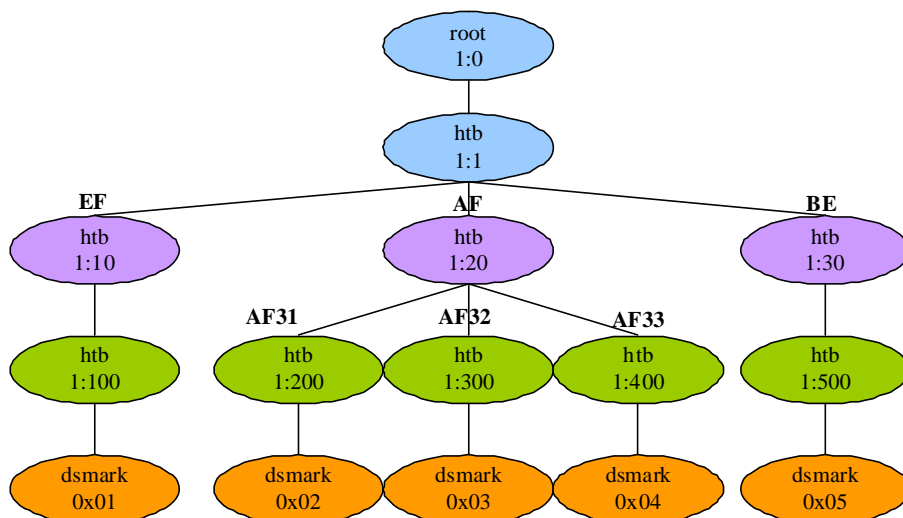 root
1:0
htb
1:1
EF
AF
BE
htb
1:10
htb
1:20
htb
1:30
AF31
AF32
AF33
htb
1:100
htb
1:200
htb
1:300
htb
1:400
htb
1:500
dsmark
0x01
dsmark
0x02
dsmark
0x03
dsmark
0x04
dsmark
0x05